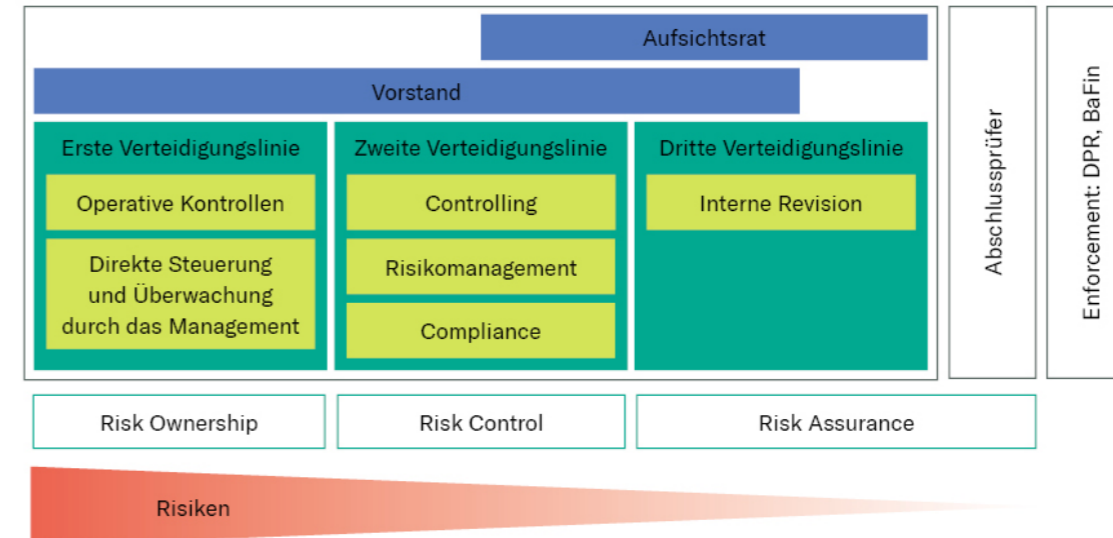 Aufsichtsrat
Vorstand
Erste Verteidigungslinie
Operative Kontrollen
Direkte Steuerung
und Überwachung
durch das Management
Zweite Verteidigungslinie
Controlling
Risikomanagement
Compliance
Dritte Verteidigungslinie
Interne Revision
Abschlussprüfer
Enforcement: DPR, BaFin
Risk Ownership
Risk Control
Risk Assurance
Risiken